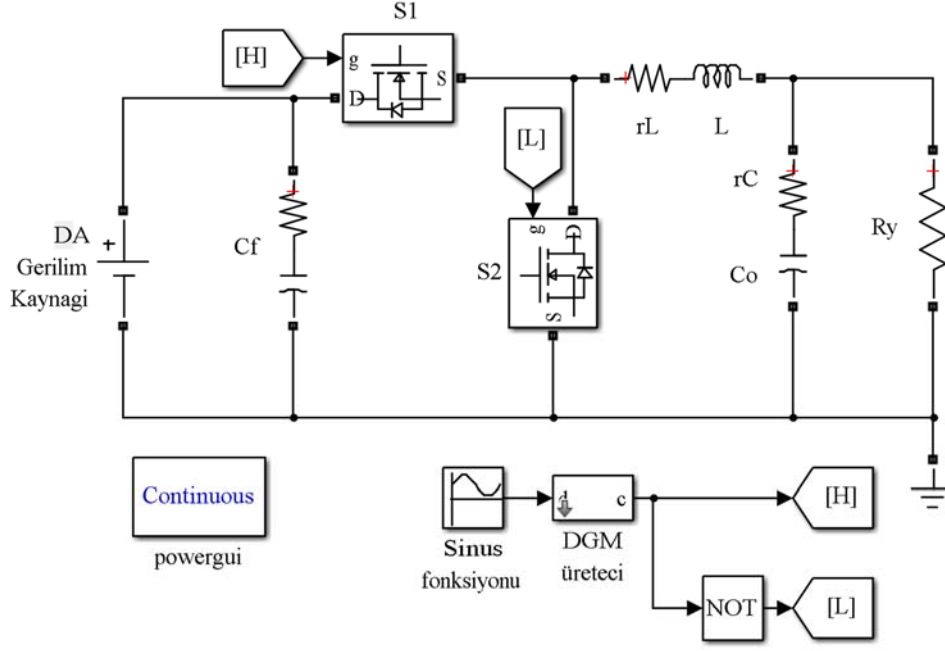 S1
[H]
g
D
S
[L]
rL
L
g
D
S2
S
DA
Gerilim
Kaynagi
+
Cf
rC
Co
Ry
Continuous
powergui
Sinus
fonksiyonu
d
c
DGM
üreteci
[H]
NOT
[L]